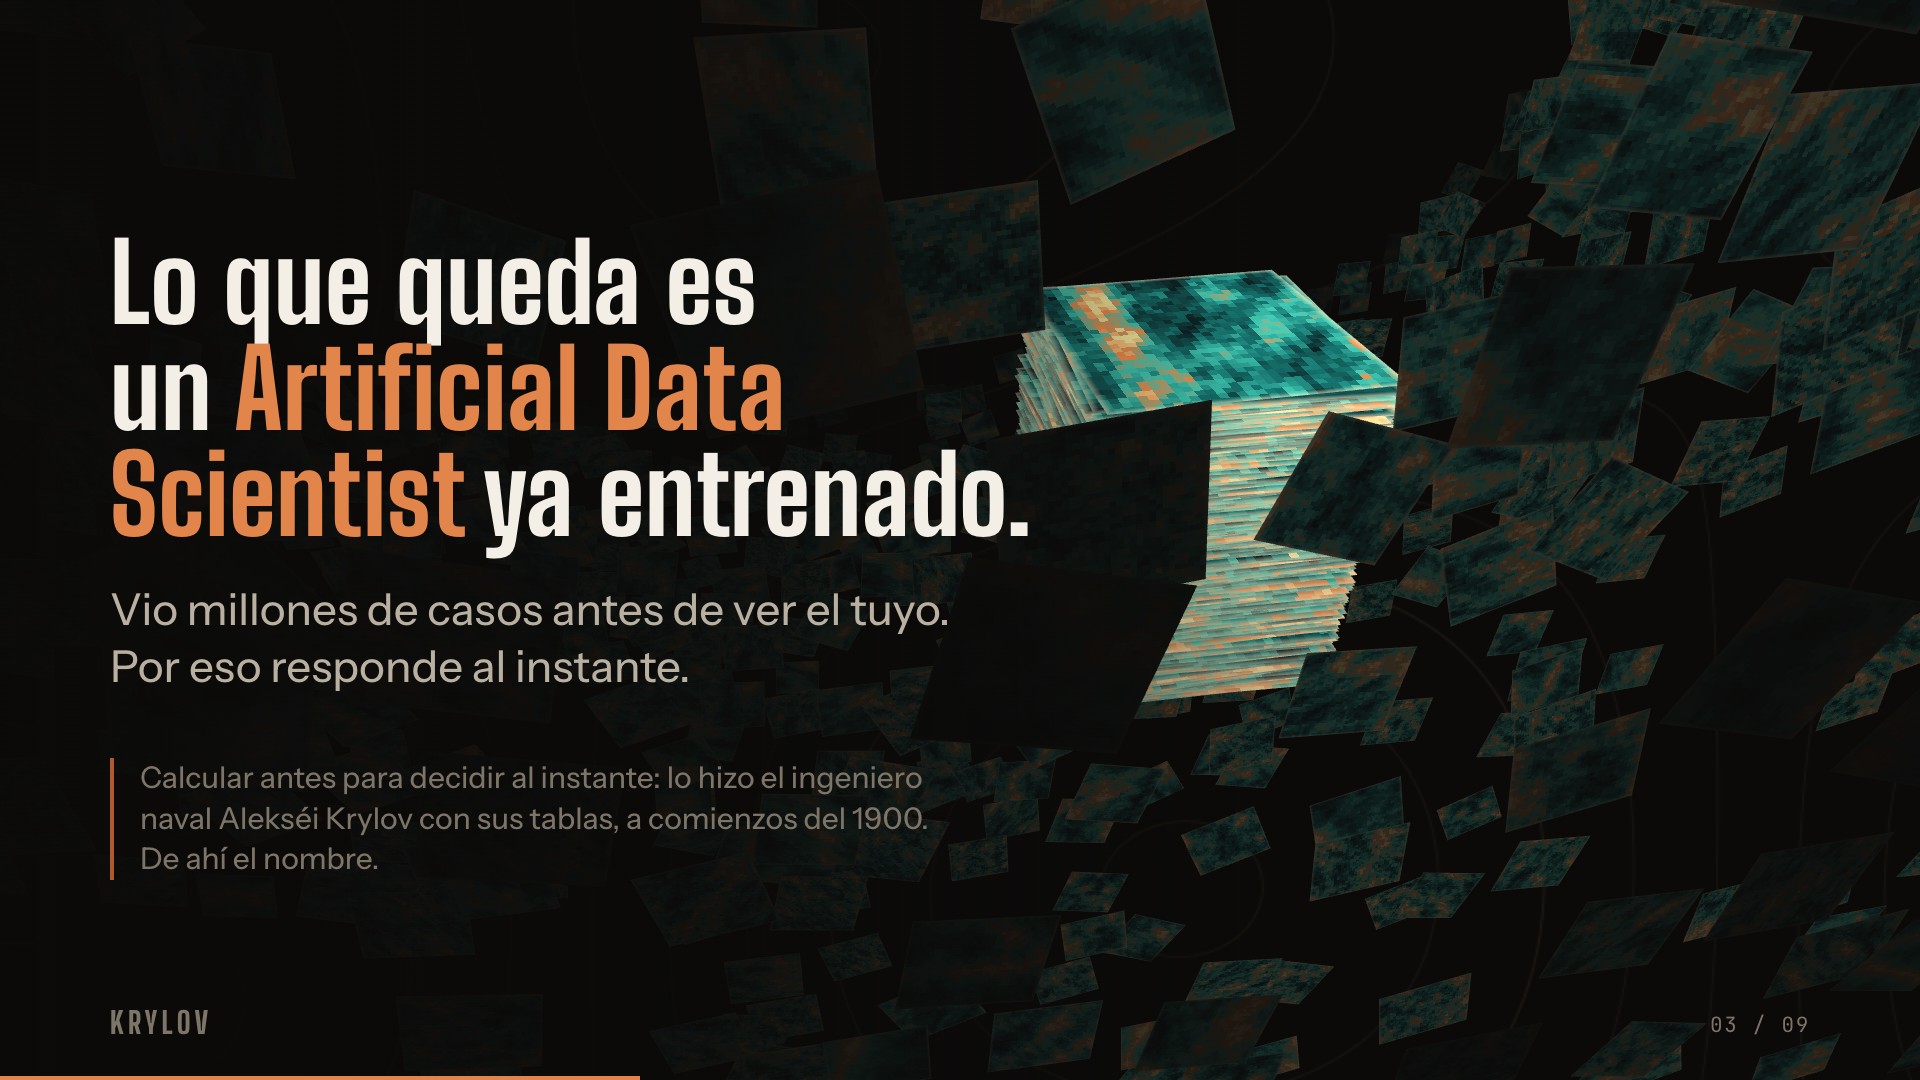 Lo que queda es
un Artificial Data
Scientist ya entrenado.
Vio millones de casos antes de ver el tuyo.
Por eso responde al instante.
Calcular antes para decidir al instante: lo hizo el ingeniero
naval Alekséi Krylov con sus tablas, a comienzos del 1900.
De ahí el nombre.
KRYLOV
03 / 09